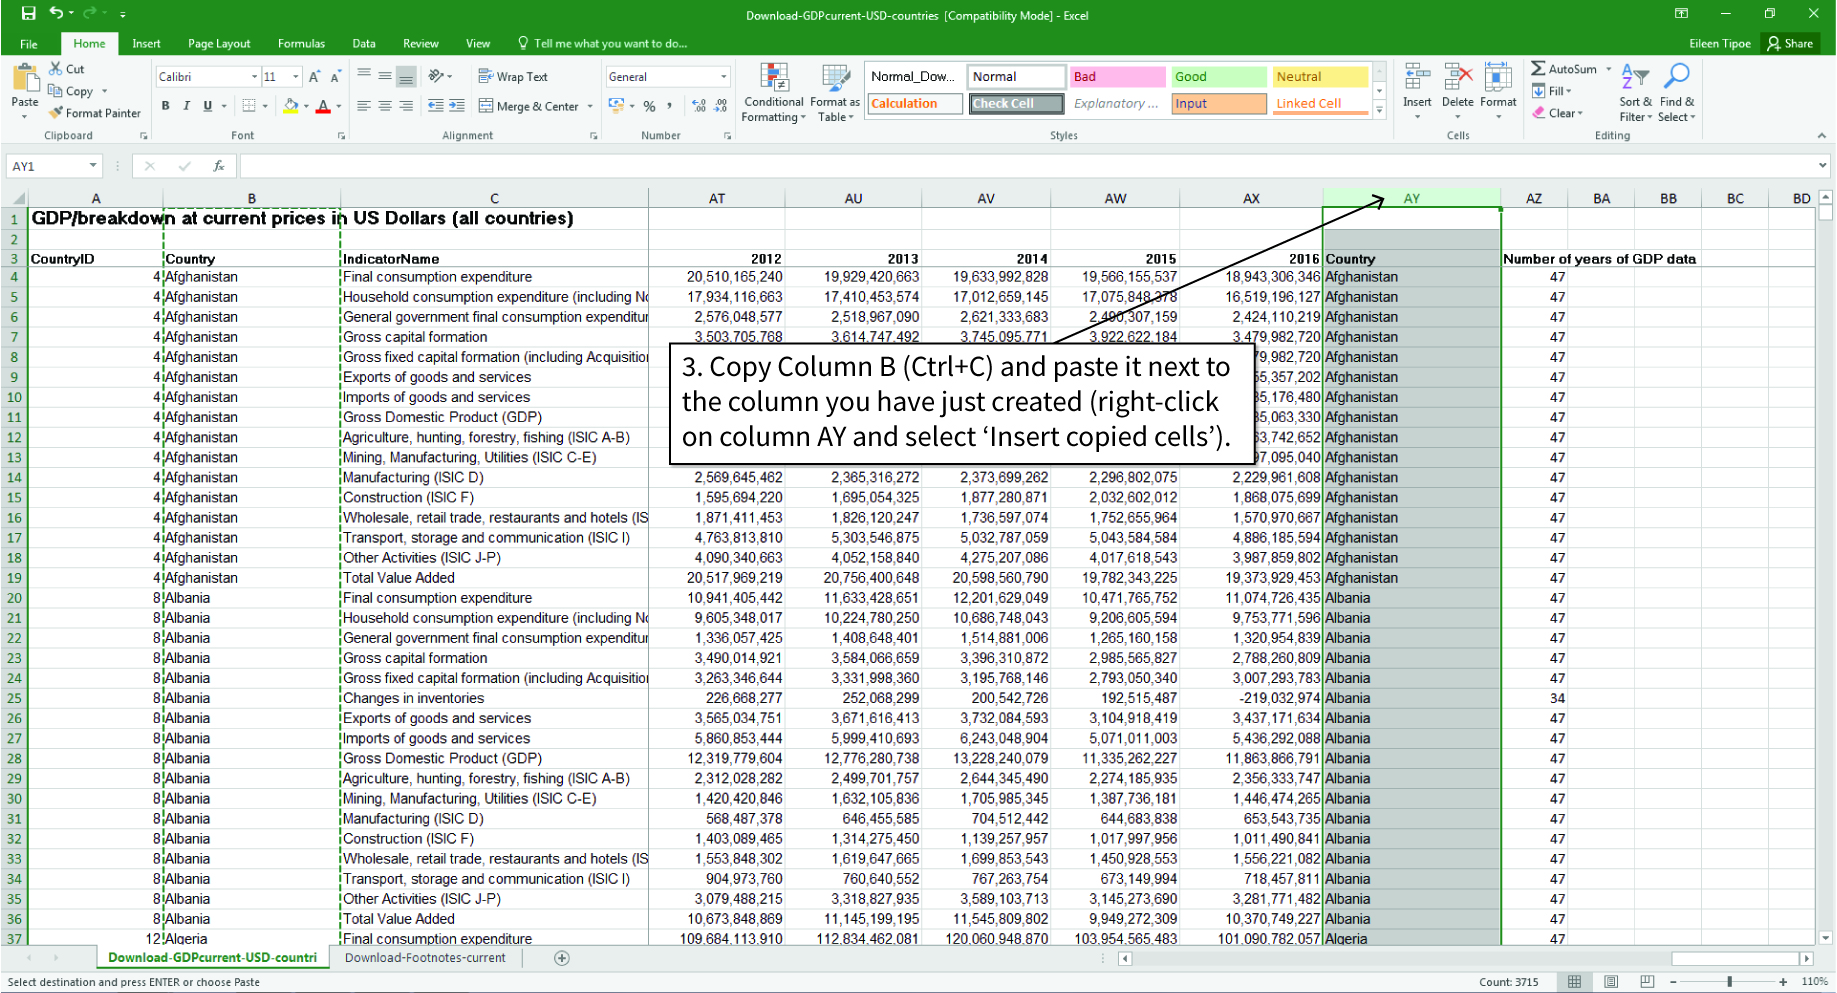 Download-GDPcurrent-USD-countries [Compatibility Mode] - Excel
File Home Insert Page Layout Formulas Data Review View Tell me what you want to do... Eileen Tipoe Share
Cut
Copy
Format Painter
Paste
Clipboard
Calibri 11
B I U
Font
Wrap Text
Merge & Center
Alignment
General
%
Number
Conditional Formatting
Format as Table
Normal_Dow... Normal Bad Good Neutral
Calculation Check Cell Explanatory ... Input Linked Cell
Styles
Insert Delete Format
Cells
AutoSum
Fill
Clear
Sort & Filter
Find & Select
Editing
AY1 fx
A B C AT AU AV AW AX AY AZ BA BB BC BD
1 GDP/breakdown at current prices in US Dollars (all countries)
2
3 CountryID Country IndicatorName 2012 2013 2014 2015 2016 Country Number of years of GDP data
4 4 Afghanistan Final consumption expenditure 20,510,165,240 19,929,420,663 19,633,992,828 19,566,155,537 18,943,306,346 Afghanistan 47
5 4 Afghanistan Household consumption expenditure (including No 17,934,116,663 17,410,453,574 17,012,659,145 17,075,848,378 16,519,196,127 Afghanistan 47
6 4 Afghanistan General government final consumption expenditur 2,576,048,577 2,518,967,090 2,621,333,683 2,490,307,159 2,424,110,219 Afghanistan 47
7 4 Afghanistan Gross capital formation 3,503,705,768 3,614,747,492 3,745,095,771 3,922,622,184 3,479,982,720 Afghanistan 47
8 4 Afghanistan Gross fixed capital formation (including Acquisition 79,982,720 Afghanistan 47
9 4 Afghanistan Exports of goods and services 5,357,202 Afghanistan 47
10 4 Afghanistan Imports of goods and services 5,176,480 Afghanistan 47
11 4 Afghanistan Gross Domestic Product (GDP) 5,063,330 Afghanistan 47
12 4 Afghanistan Agriculture, hunting, forestry, fishing (ISIC A-B) 3,742,652 Afghanistan 47
13 4 Afghanistan Mining, Manufacturing, Utilities (ISIC C-E) 97,095,040 Afghanistan 47
3. Copy Column B (Ctrl+C) and paste it next to
the column you have just created (right-click
on column AY and select ‘Insert copied cells’).
14 4 Afghanistan Manufacturing (ISIC D) 2,569,645,462 2,365,316,272 2,373,699,262 2,296,802,075 2,229,961,608 Afghanistan 47
15 4 Afghanistan Construction (ISIC F) 1,595,694,220 1,695,054,325 1,877,280,871 2,032,602,012 1,868,075,699 Afghanistan 47
16 4 Afghanistan Wholesale, retail trade, restaurants and hotels (IS 1,871,411,453 1,826,120,247 1,736,597,074 1,752,655,964 1,570,970,667 Afghanistan 47
17 4 Afghanistan Transport, storage and communication (ISIC I) 4,763,813,810 5,303,546,875 5,032,787,059 5,043,584,584 4,886,185,594 Afghanistan 47
18 4 Afghanistan Other Activities (ISIC J-P) 4,090,340,663 4,052,158,840 4,275,207,086 4,017,618,543 3,987,859,802 Afghanistan 47
19 4 Afghanistan Total Value Added 20,517,969,219 20,756,400,648 20,598,560,790 19,782,343,225 19,373,929,453 Afghanistan 47
20 8 Albania Final consumption expenditure 10,941,405,442 11,633,428,651 12,201,629,049 10,471,765,752 11,074,726,435 Albania 47
21 8 Albania Household consumption expenditure (including No 9,605,348,017 10,224,780,250 10,686,748,043 9,206,605,594 9,753,771,596 Albania 47
22 8 Albania General government final consumption expenditur 1,336,057,425 1,408,648,401 1,514,881,006 1,265,160,158 1,320,954,839 Albania 47
23 8 Albania Gross capital formation 3,490,014,921 3,584,066,659 3,396,310,872 2,985,565,827 2,788,260,809 Albania 47
24 8 Albania Gross fixed capital formation (including Acquisition 3,263,346,644 3,331,998,360 3,195,768,146 2,793,050,340 3,007,293,783 Albania 47
25 8 Albania Changes in inventories 226,668,277 252,068,299 200,542,726 192,515,487 -219,032,974 Albania 34
26 8 Albania Exports of goods and services 3,565,034,751 3,671,616,413 3,732,084,593 3,104,918,419 3,437,171,634 Albania 47
27 8 Albania Imports of goods and services 5,860,853,444 5,999,410,693 6,243,048,904 5,071,011,003 5,436,292,088 Albania 47
28 8 Albania Gross Domestic Product (GDP) 12,319,779,604 12,776,280,738 13,228,240,079 11,335,262,227 11,863,866,791 Albania 47
29 8 Albania Agriculture, hunting, forestry, fishing (ISIC A-B) 2,312,028,282 2,499,701,757 2,644,345,490 2,274,185,935 2,356,333,747 Albania 47
30 8 Albania Mining, Manufacturing, Utilities (ISIC C-E) 1,420,420,846 1,632,105,836 1,705,985,345 1,387,736,181 1,446,474,265 Albania 47
31 8 Albania Manufacturing (ISIC D) 568,487,378 646,455,585 704,512,442 644,683,838 653,543,735 Albania 47
32 8 Albania Construction (ISIC F) 1,403,089,465 1,314,275,450 1,139,257,957 1,017,997,956 1,011,490,841 Albania 47
33 8 Albania Wholesale, retail trade, restaurants and hotels (IS 1,553,848,302 1,619,647,665 1,699,853,543 1,450,928,553 1,556,221,082 Albania 47
34 8 Albania Transport, storage and communication (ISIC I) 904,973,760 760,640,552 767,263,754 673,149,994 718,457,811 Albania 47
35 8 Albania Other Activities (ISIC J-P) 3,079,488,215 3,318,827,935 3,589,103,713 3,145,273,690 3,281,771,482 Albania 47
36 8 Albania Total Value Added 10,673,848,869 11,145,199,195 11,545,809,802 9,949,272,309 10,370,749,227 Albania 47
37 12 Algeria Final consumption expenditure 109,684,113,910 112,834,462,081 120,060,948,870 103,954,565,483 101,090,782,057 Algeria 47
Download-GDPcurrent-USD-countri Download-Footnotes-current
Select destination and press ENTER or choose Paste Count: 3715 110%